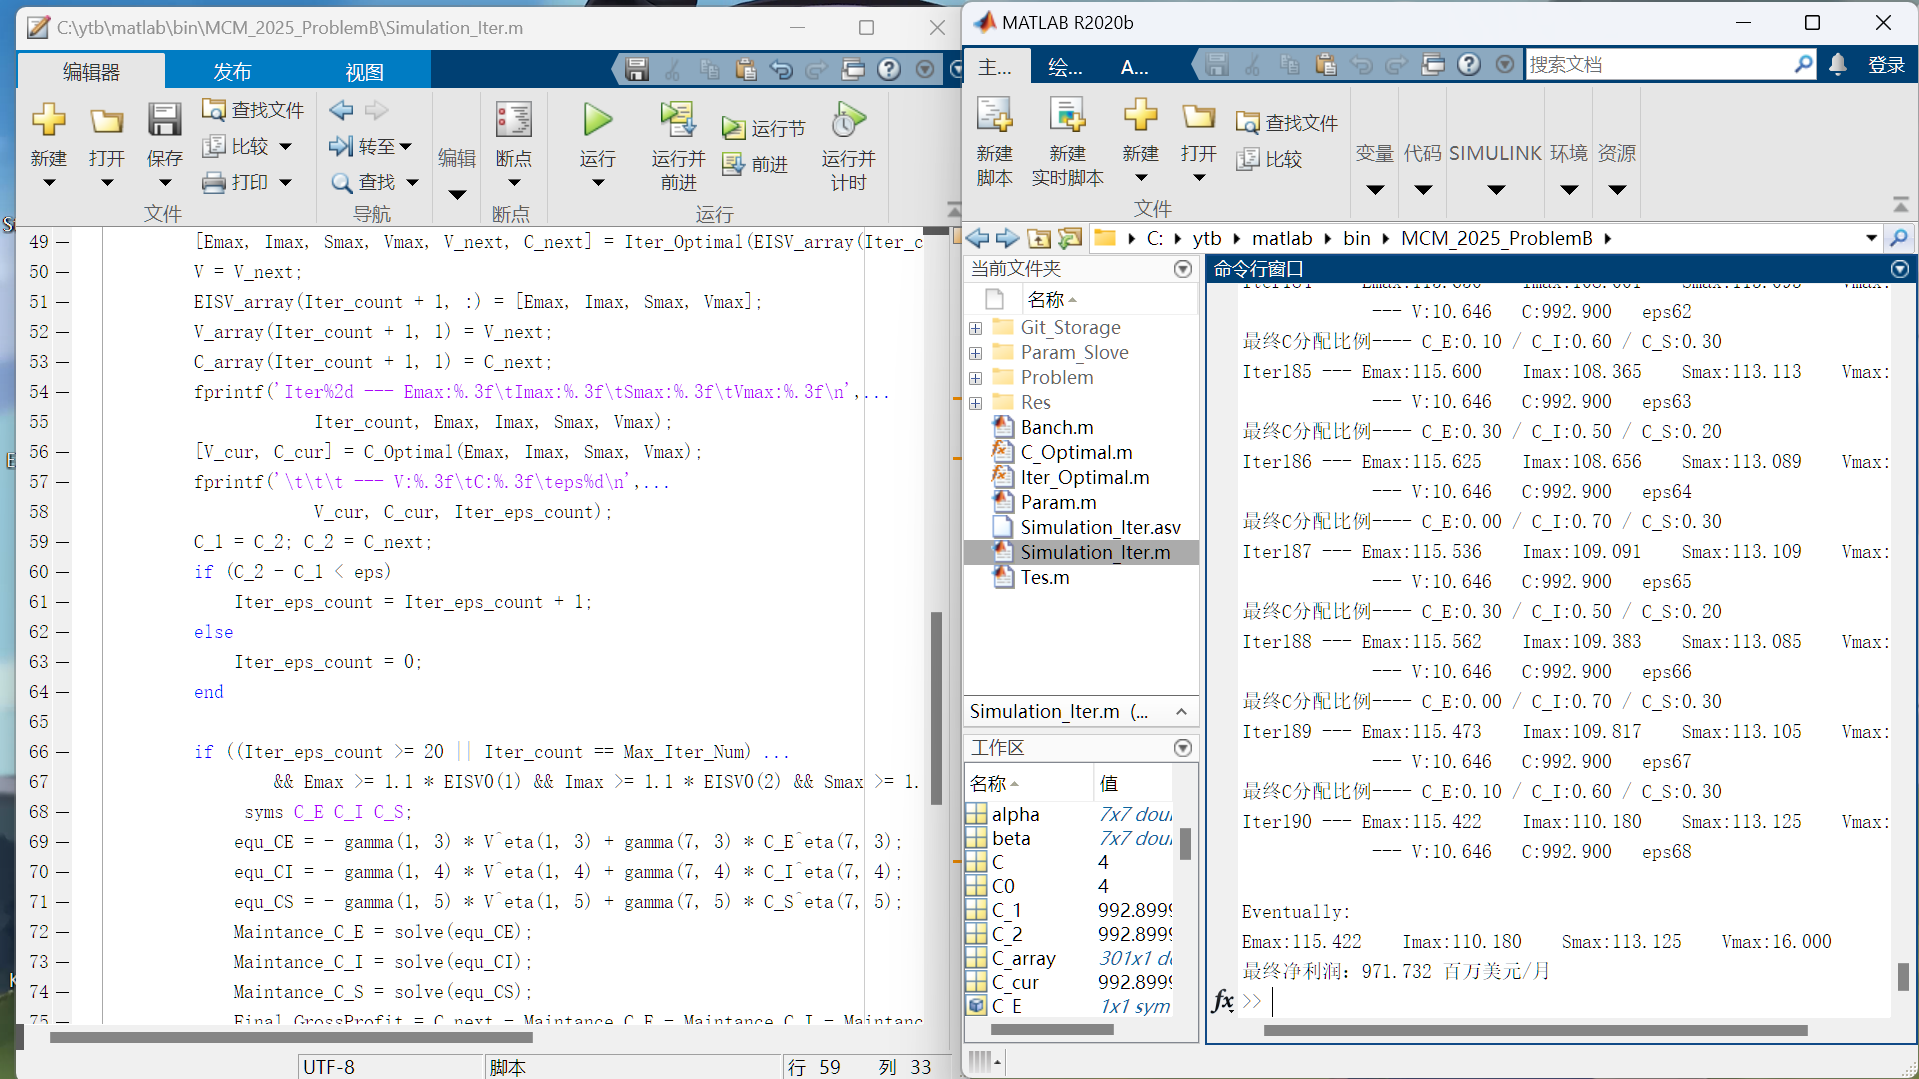 C:\ytb\matlab\bin\MCM_2025_ProblemB\Simulation_Iter.m
编辑器 发布 视图
新建 打开 保存 查找文件 比较 打印 文件
转至 查找 导航
编辑
断点 断点
运行 运行并前进 运行节 前进 运行并计时 运行
49 [Emax, Imax, Smax, Vmax, V_next, C_next] = Iter_Optimal(EISV_array(Iter_c
50 V = V_next;
51 EISV_array(Iter_count + 1, :) = [Emax, Imax, Smax, Vmax];
52 V_array(Iter_count + 1, 1) = V_next;
53 C_array(Iter_count + 1, 1) = C_next;
54 fprintf('Iter%2d --- Emax:%.3f\tImax:%.3f\tSmax:%.3f\tVmax:%.3f\n',...
55 Iter_count, Emax, Imax, Smax, Vmax);
56 [V_cur, C_cur] = C_Optimal(Emax, Imax, Smax, Vmax);
57 fprintf('\t\t\t --- V:%.3f\tC:%.3f\teps%d\n',...
58 V_cur, C_cur, Iter_eps_count);
59 C_1 = C_2; C_2 = C_next;
60 if (C_2 - C_1 < eps)
61 Iter_eps_count = Iter_eps_count + 1;
62 else
63 Iter_eps_count = 0;
64 end
65
66 if ((Iter_eps_count >= 20 || Iter_count == Max_Iter_Num) ...
67 && Emax >= 1.1 * EISV0(1) && Imax >= 1.1 * EISV0(2) && Smax >= 1.
68 syms C_E C_I C_S;
69 equ_CE = - gamma(1, 3) * V^eta(1, 3) + gamma(7, 3) * C_E^eta(7, 3);
70 equ_CI = - gamma(1, 4) * V^eta(1, 4) + gamma(7, 4) * C_I^eta(7, 4);
71 equ_CS = - gamma(1, 5) * V^eta(1, 5) + gamma(7, 5) * C_S^eta(7, 5);
72 Maintance_C_E = solve(equ_CE);
73 Maintance_C_I = solve(equ_CI);
74 Maintance_C_S = solve(equ_CS);
75 Final_GrossProfit = C_next - Maintance_C_E - Maintance_C_I - Maintance
UTF-8 脚本 行 59 列 33
MATLAB R2020b
主... 绘... A... 搜索文档 登录
新建脚本 新建实时脚本 新建 打开 查找文件 比较 文件
变量 代码 SIMULINK 环境 资源
C: ytb matlab bin MCM_2025_ProblemB
当前文件夹
名称
Git_Storage
Param_Slove
Problem
Res
Banch.m
C_Optimal.m
Iter_Optimal.m
Param.m
Simulation_Iter.asv
Simulation_Iter.m
Tes.m
Simulation_Iter.m (...
工作区
名称 值
alpha 7x7 dou
beta 7x7 dou
C 4
C0 4
C_1 992.8999
C_2 992.8999
C_array 301x1 do
C_cur 992.8999
C_E 1x1 sym
命令行窗口
--- V:10.646 C:992.900 eps62
最终C分配比例---- C_E:0.10 / C_I:0.60 / C_S:0.30
Iter185 --- Emax:115.600 Imax:108.365 Smax:113.113 Vmax:
--- V:10.646 C:992.900 eps63
最终C分配比例---- C_E:0.30 / C_I:0.50 / C_S:0.20
Iter186 --- Emax:115.625 Imax:108.656 Smax:113.089 Vmax:
--- V:10.646 C:992.900 eps64
最终C分配比例---- C_E:0.00 / C_I:0.70 / C_S:0.30
Iter187 --- Emax:115.536 Imax:109.091 Smax:113.109 Vmax:
--- V:10.646 C:992.900 eps65
最终C分配比例---- C_E:0.30 / C_I:0.50 / C_S:0.20
Iter188 --- Emax:115.562 Imax:109.383 Smax:113.085 Vmax:
--- V:10.646 C:992.900 eps66
最终C分配比例---- C_E:0.00 / C_I:0.70 / C_S:0.30
Iter189 --- Emax:115.473 Imax:109.817 Smax:113.105 Vmax:
--- V:10.646 C:992.900 eps67
最终C分配比例---- C_E:0.10 / C_I:0.60 / C_S:0.30
Iter190 --- Emax:115.422 Imax:110.180 Smax:113.125 Vmax:
--- V:10.646 C:992.900 eps68
Eventually:
Emax:115.422 Imax:110.180 Smax:113.125 Vmax:16.000
最终净利润: 971.732 百万美元/月
fx >>